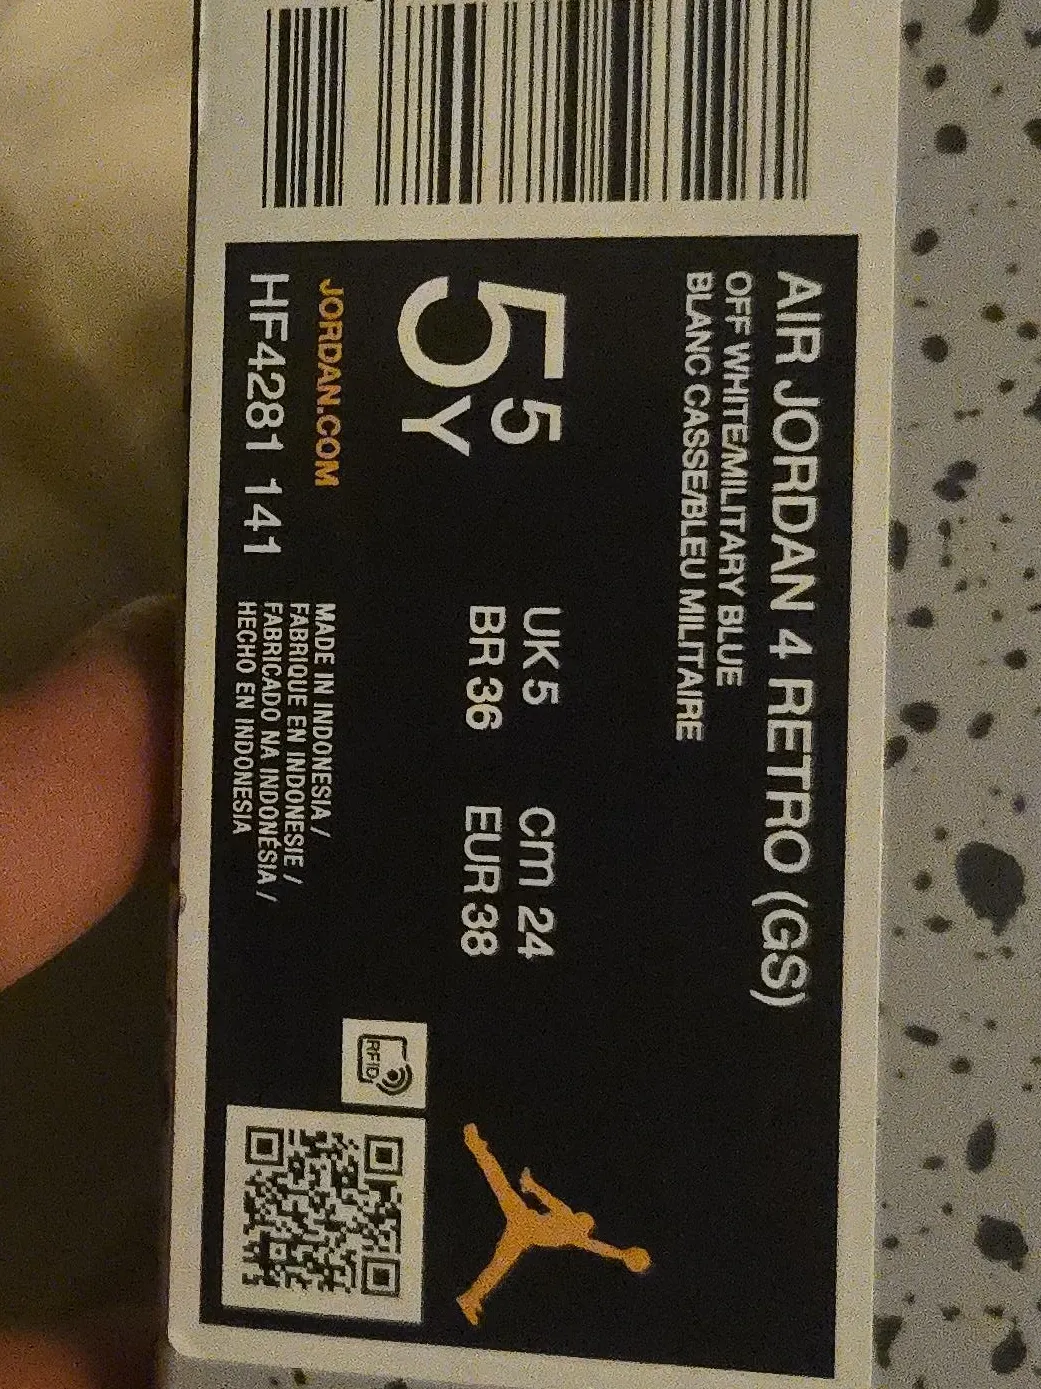 AIR JORDAN 4 RETRO (GS)
OFF WHITE/MILITARY BLUE
BLANC CASSE/BLEU MILITAIRE
5 5Y
UK 5 cm 24
BR 36 EUR 38
JORDAN.COM
HF4281 141
MADE IN INDONESIA /
FABRIQUE EN INDONESIE /
FABRICADO NA INDONÉSIA /
HECHO EN INDONESIA
RFID